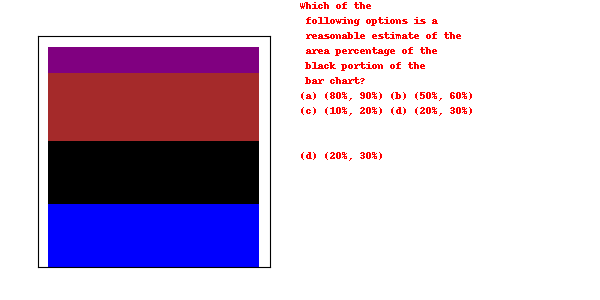 Which of the
following options is a
reasonable estimate of the
area percentage of the
black portion of the
bar chart?
(a) (80%, 90%) (b) (50%, 60%)
(c) (10%, 20%) (d) (20%, 30%)
(d) (20%, 30%)